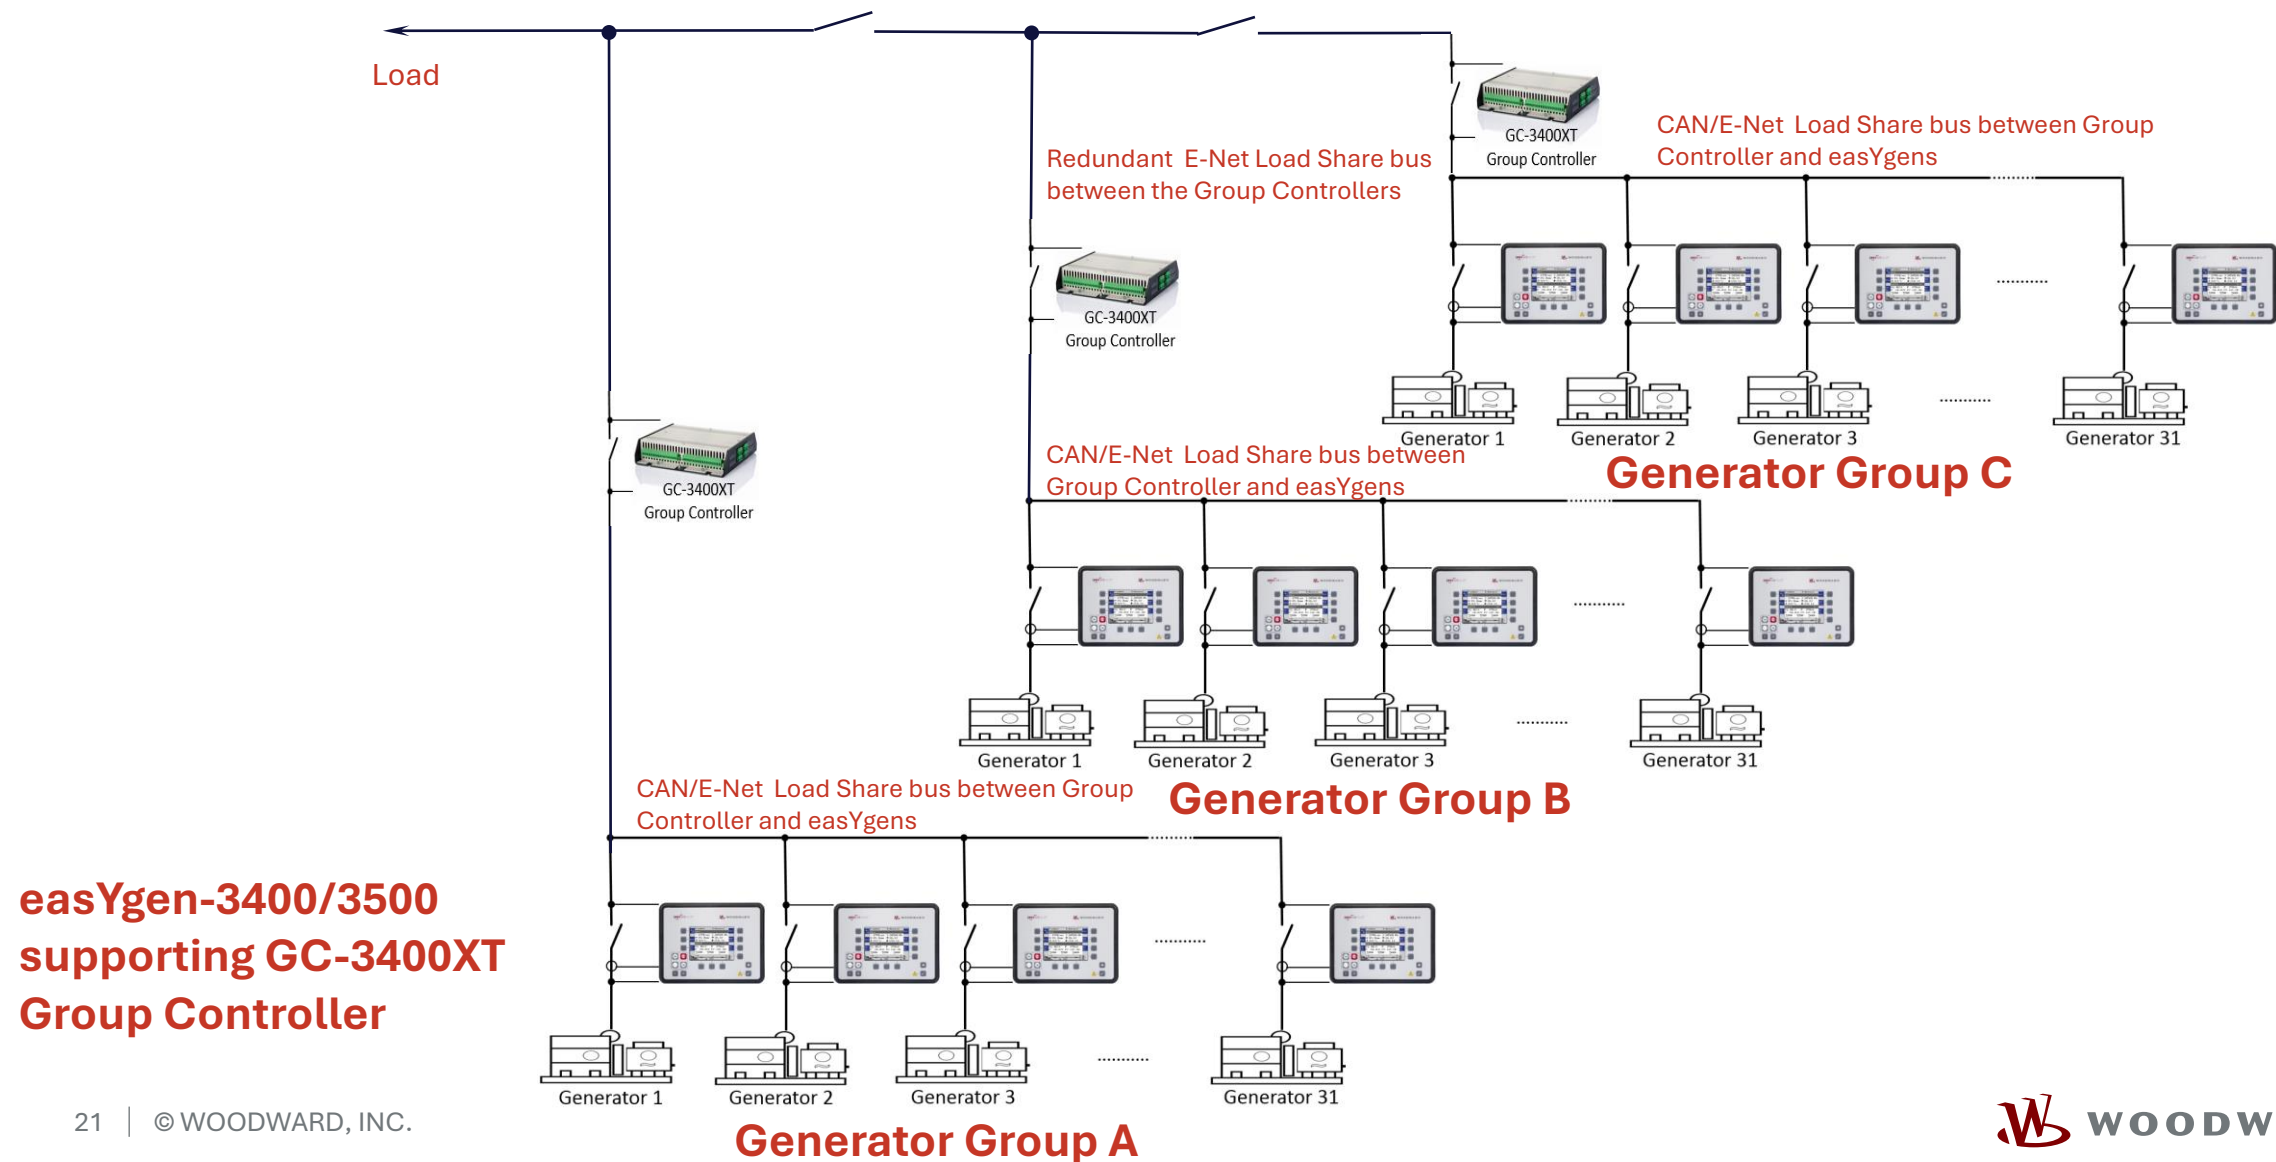 Load
GC-3400XT
Group Controller
CAN/E-Net Load Share bus between Group
Controller and easYgens
Redundant E-Net Load Share bus
between the Group Controllers
GC-3400XT
Group Controller
Generator 1
Generator 2
Generator 3
Generator 31
Generator Group C
CAN/E-Net Load Share bus between
Group Controller and easYgens
GC-3400XT
Group Controller
Generator 1
Generator 2
Generator 3
Generator 31
Generator Group B
CAN/E-Net Load Share bus between Group
Controller and easYgens
easYgen-3400/3500
supporting GC-3400XT
Group Controller
Generator 1
Generator 2
Generator 3
Generator 31
Generator Group A
21
© WOODWARD, INC.
WOODW